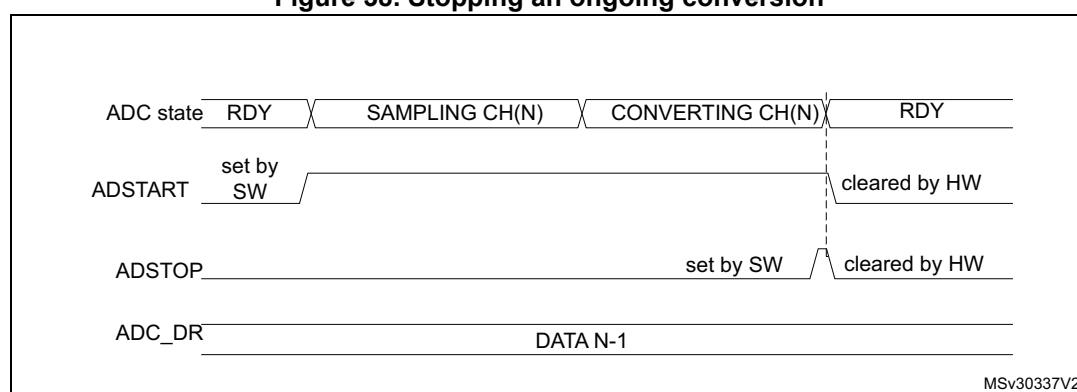 Figure 38. Stopping an ongoing conversion
ADC state RDY SAMPLING CH(N) CONVERTING CH(N) RDY
set by
SW
ADSTART cleared by HW
ADSTOP set by SW cleared by HW
ADC_DR DATA N-1
MSv30337V2